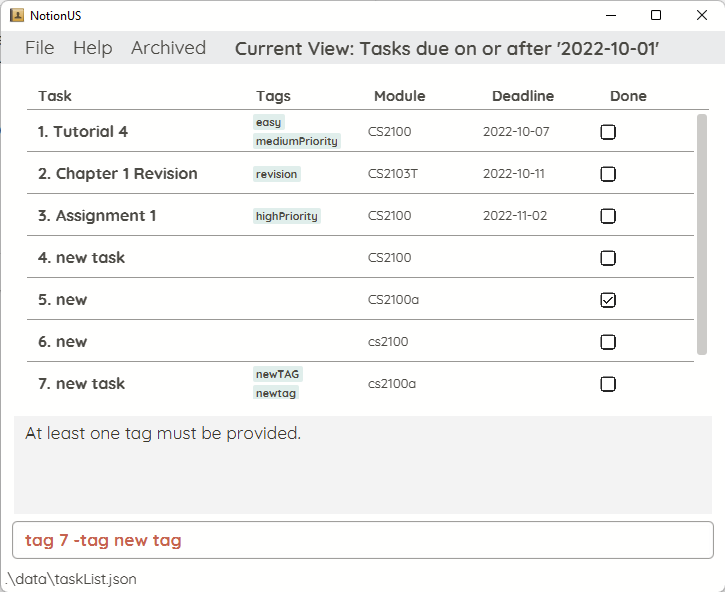 NotionUS
File Help Archived Current View: Tasks due on or after '2022-10-01'
Task Tags Module Deadline Done
1. Tutorial 4 easy mediumPriority CS2100 2022-10-07
2. Chapter 1 Revision revision CS2103T 2022-10-11
3. Assignment 1 highPriority CS2100 2022-11-02
4. new task CS2100
5. new CS2100a
6. new cs2100
7. new task newTAG newtag cs2100a
At least one tag must be provided.
tag 7 -tag new tag
.\data\taskList.json